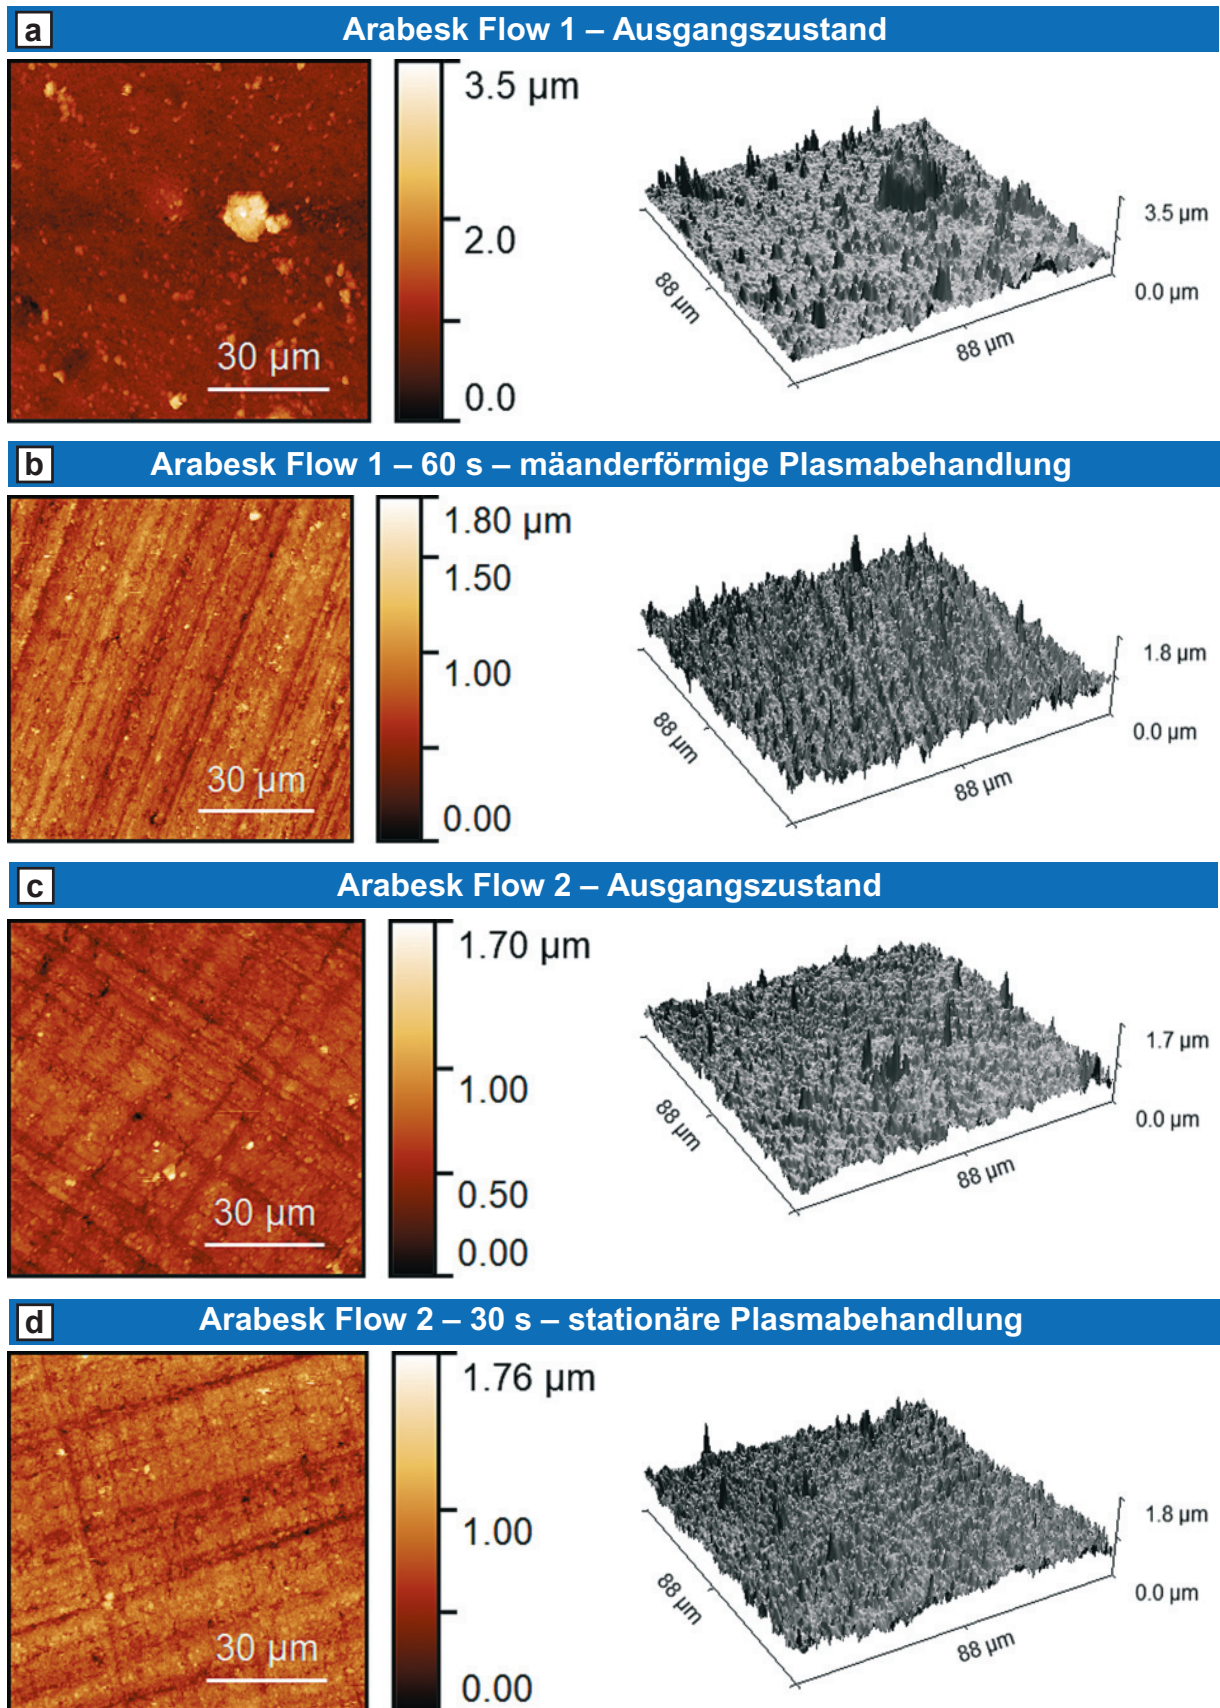 a
Arabesk Flow 1 – Ausgangszustand
3.5 µm
2.0
0.0
30 µm
88 µm
88 µm
3.5 µm
0.0 µm
b
Arabesk Flow 1 – 60 s – mäanderförmige Plasmabehandlung
1.80 µm
1.50
1.00
0.00
30 µm
88 µm
88 µm
1.8 µm
0.0 µm
c
Arabesk Flow 2 – Ausgangszustand
1.70 µm
1.00
0.50
0.00
30 µm
88 µm
88 µm
1.7 µm
0.0 µm
d
Arabesk Flow 2 – 30 s – stationäre Plasmabehandlung
1.76 µm
1.00
0.00
30 µm
88 µm
88 µm
1.8 µm
0.0 µm